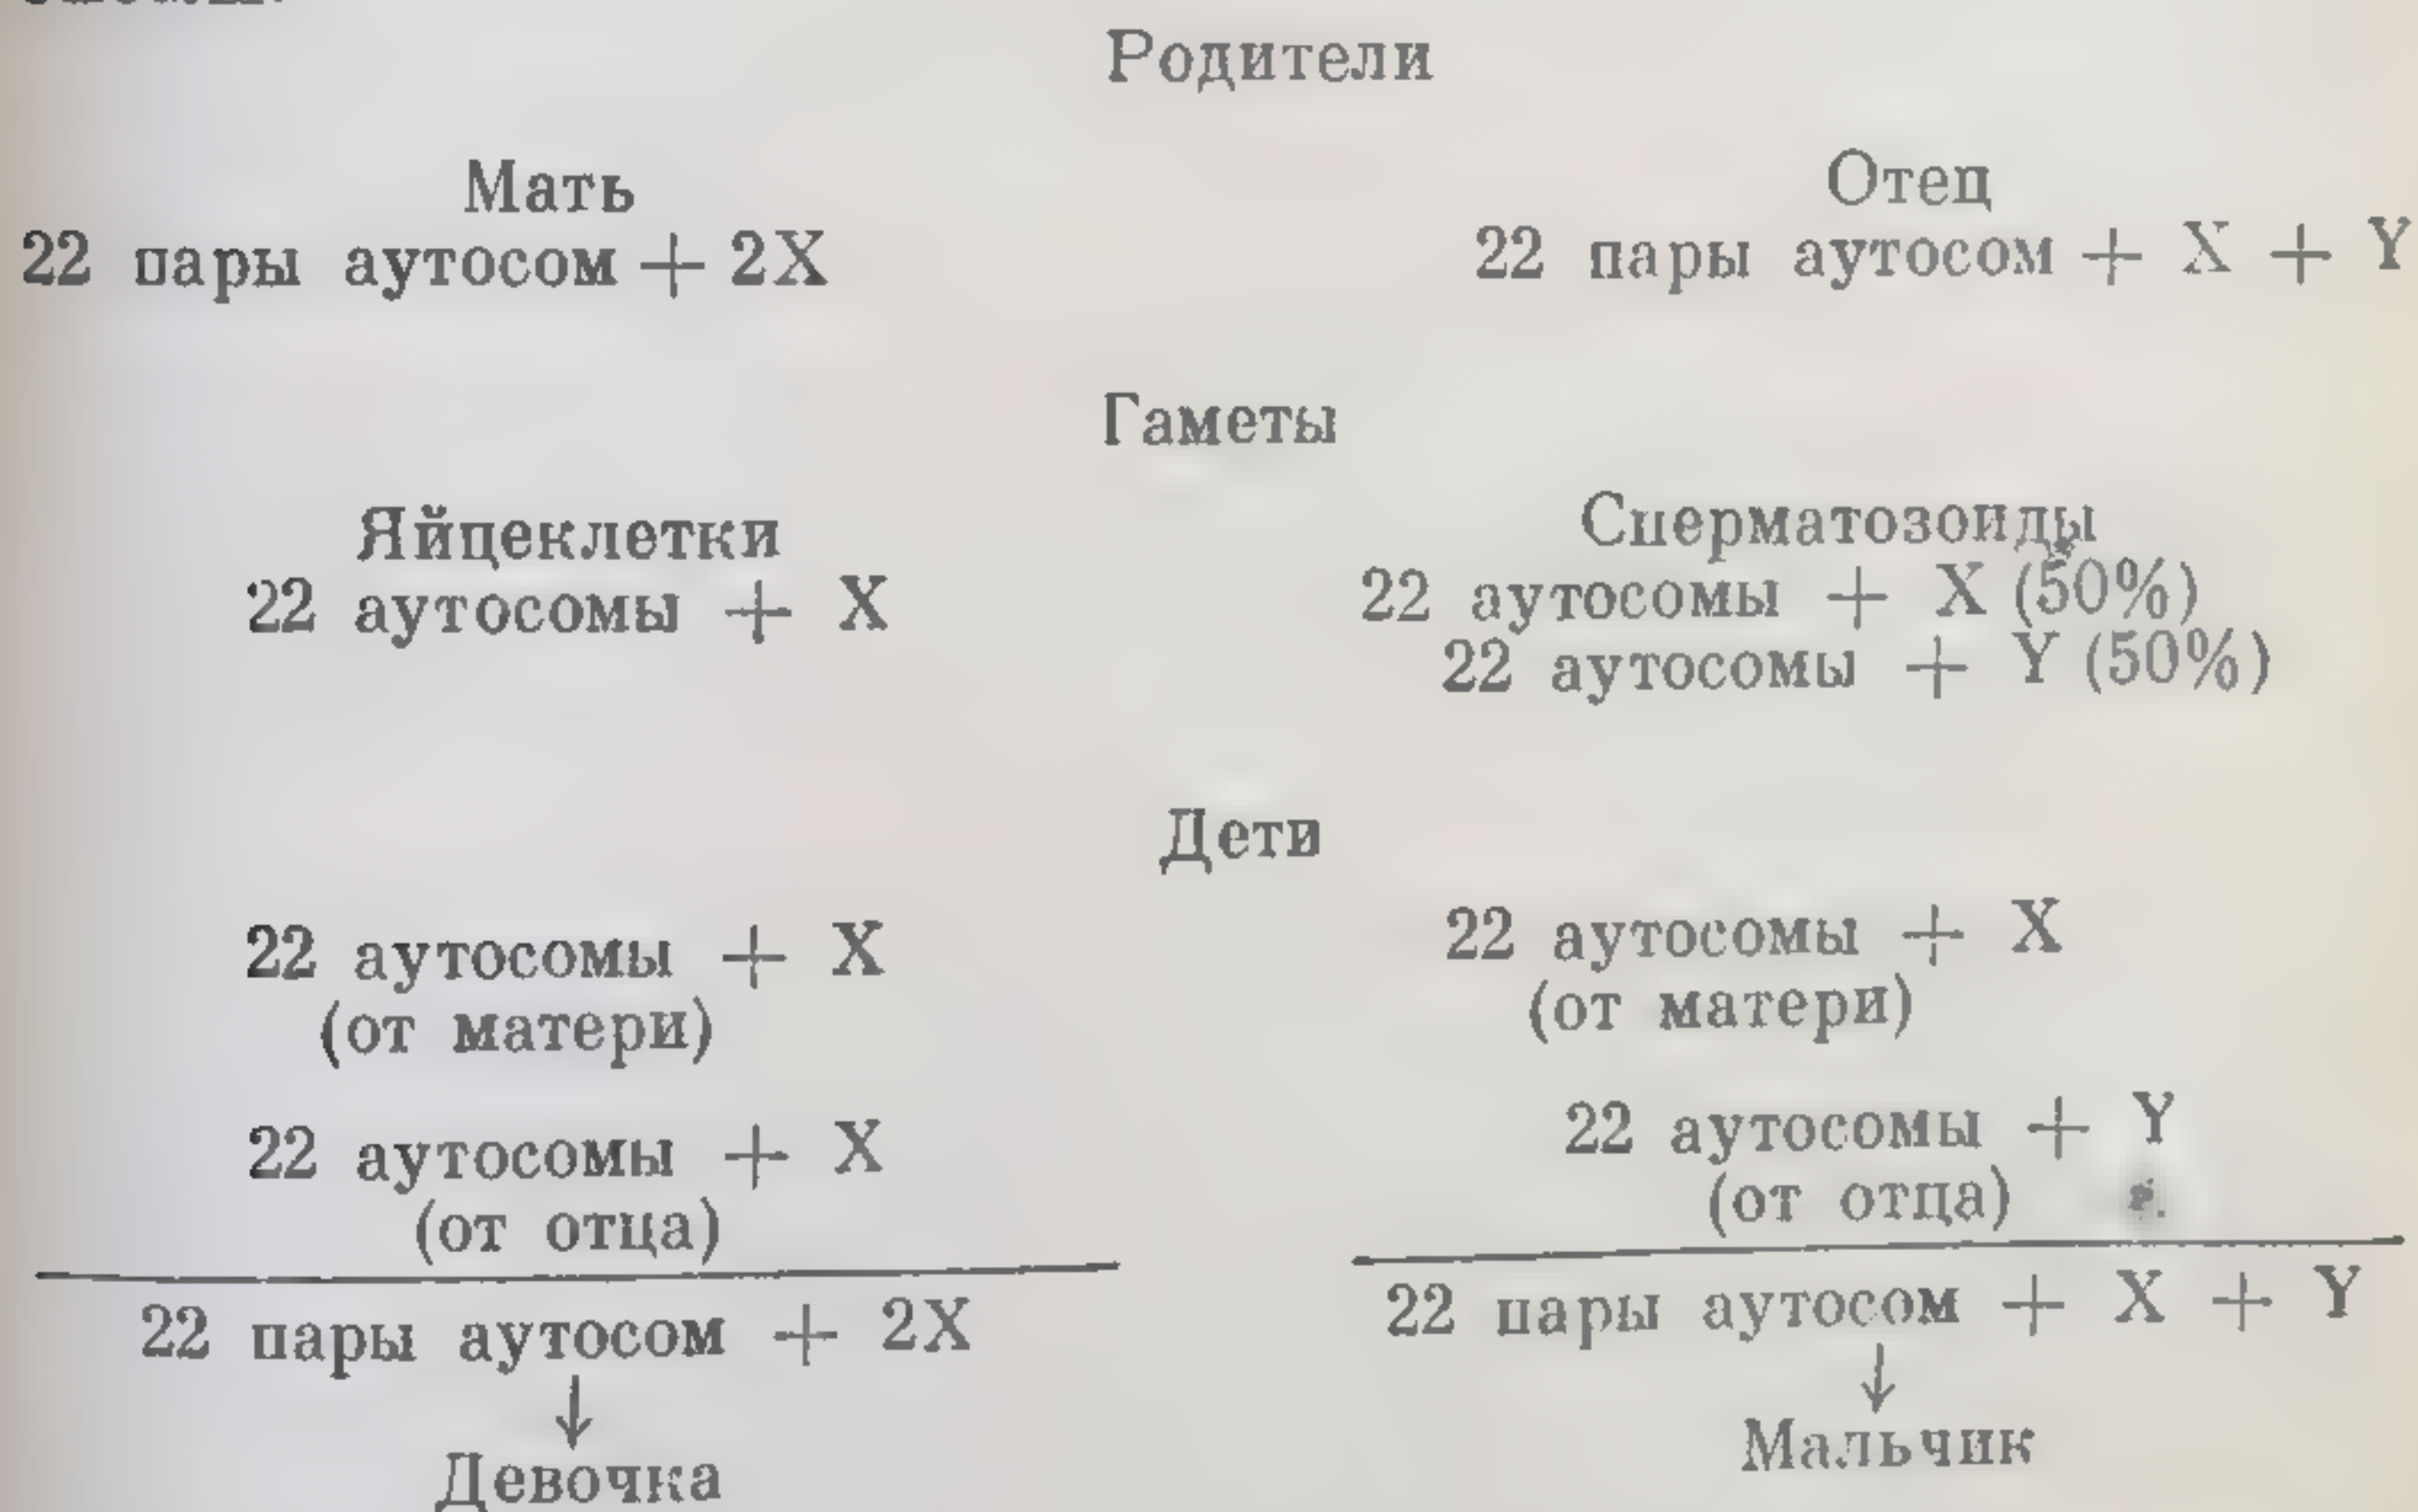 Родители
Мать
22 пары аутосом + 2X
Отец
22 пары аутосом + X + Y
Гаметы
Яйцеклетки
22 аутосомы + X
Сперматозоиды
22 аутосомы + X (50%)
22 аутосомы + Y (50%)
Дети
22 аутосомы + X
(от матери)
22 аутосомы + X
(от отца)
22 пары аутосом + 2X
↓
Девочка
22 аутосомы + X
(от матери)
22 аутосомы + Y
(от отца)
22 пары аутосом + X + Y
↓
Мальчик